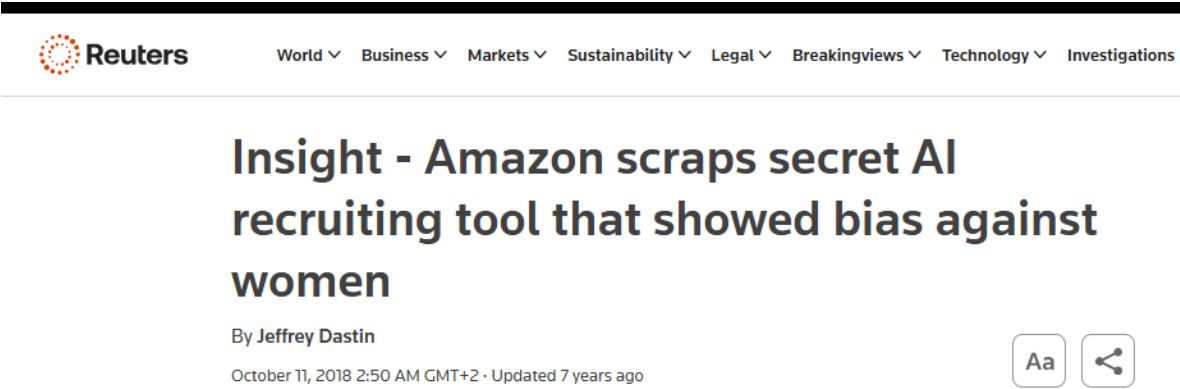 Reuters World Business Markets Sustainability Legal Breakingviews Technology Investigations
Insight - Amazon scraps secret AI
recruiting tool that showed bias against
women
By Jeffrey Dastin
October 11, 2018 2:50 AM GMT+2 · Updated 7 years ago
Aa